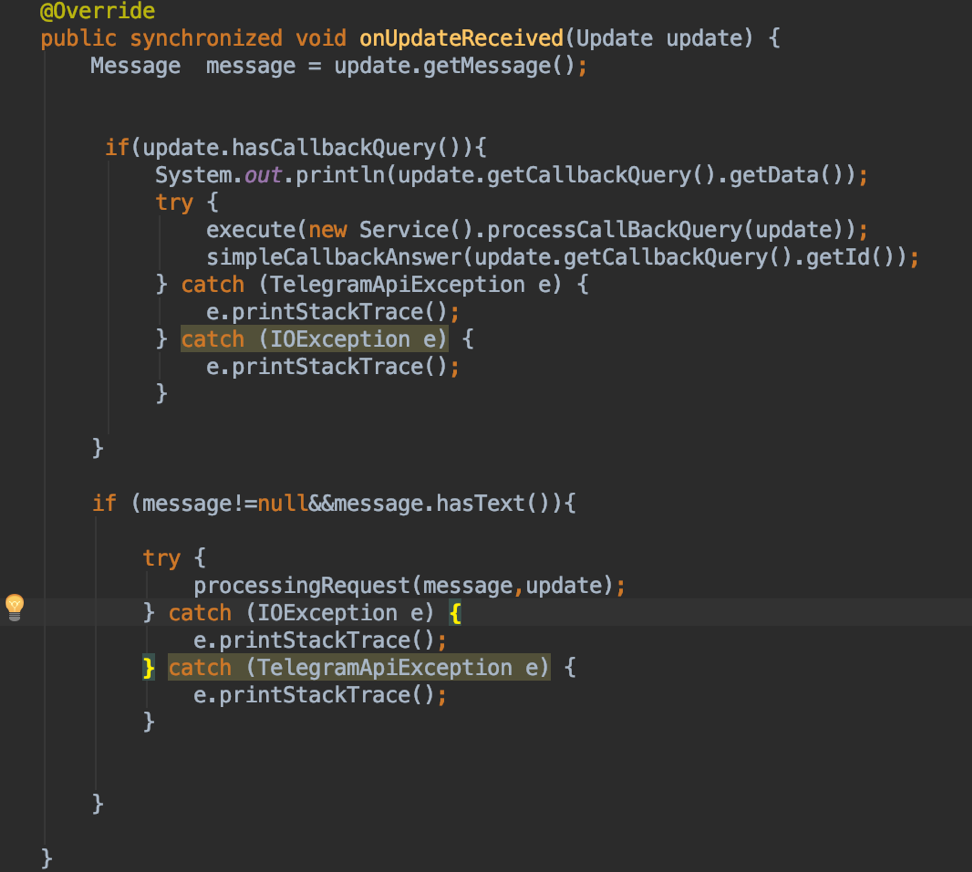 @Override
public synchronized void onUpdateReceived(Update update) {
Message  message = update.getMessage();
if(update.hasCallbackQuery()){
System.out.println(update.getCallbackQuery().getData());
try {
execute(new Service().processCallBackQuery(update));
simpleCallbackAnswer(update.getCallbackQuery().getId());
} catch (TelegramApiException e) {
e.printStackTrace();
} catch (IOException e) {
e.printStackTrace();
}
}
if (message!=null&&message.hasText()){
try {
processingRequest(message,update);
} catch (IOException e) {
e.printStackTrace();
} catch (TelegramApiException e) {
e.printStackTrace();
}
}
}